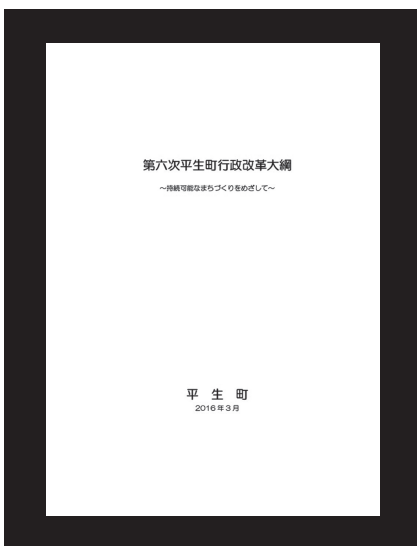 第六次平生町行政改革大綱
～持続可能なまちづくりをめざして～
平 生 町
2016年3月